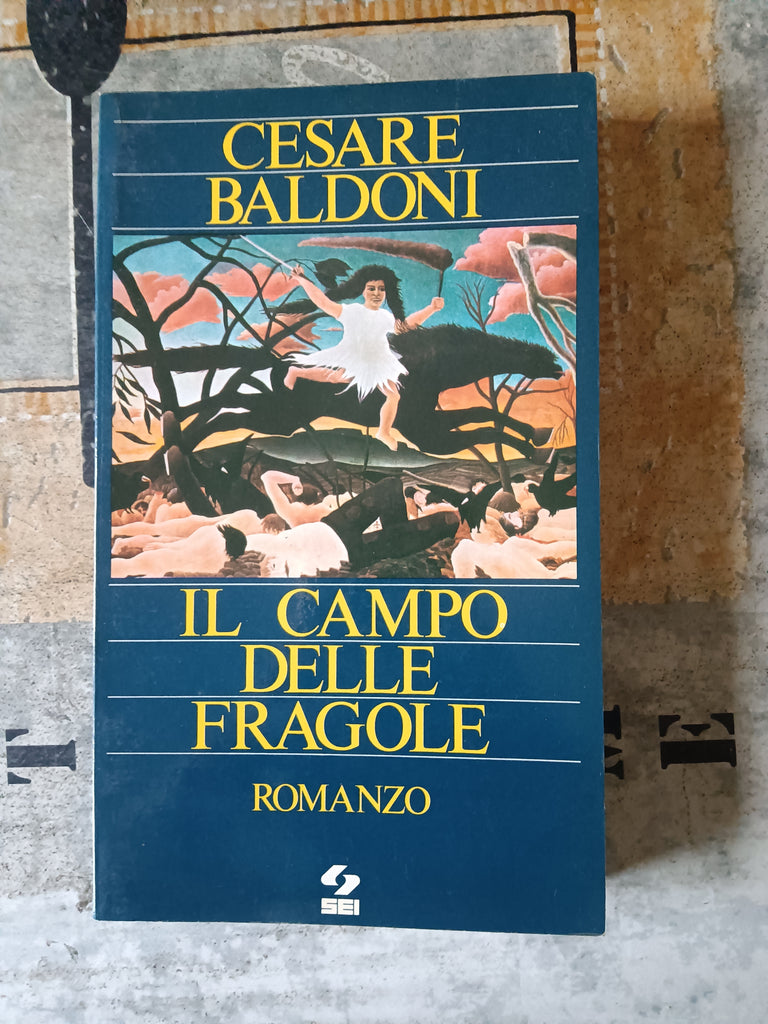 CESARE
BALDONI
IL CAMPO
DELLE
FRAGOLE
ROMANZO
SEI
T
M E